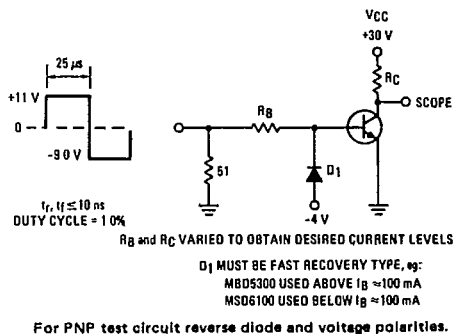 VCC
+30 V
25 µs
RC
+11 V
SCOPE
RB
0
51
D1
-9.0 V
-4 V
tr, tf ≤ 10 ns
DUTY CYCLE = 1.0%
RB and RC VARIED TO OBTAIN DESIRED CURRENT LEVELS
D1 MUST BE FAST RECOVERY TYPE, eg:
MBD5300 USED ABOVE IB ≈100 mA
MSD6100 USED BELOW IB ≈100 mA
For PNP test circuit reverse diode and voltage polarities.